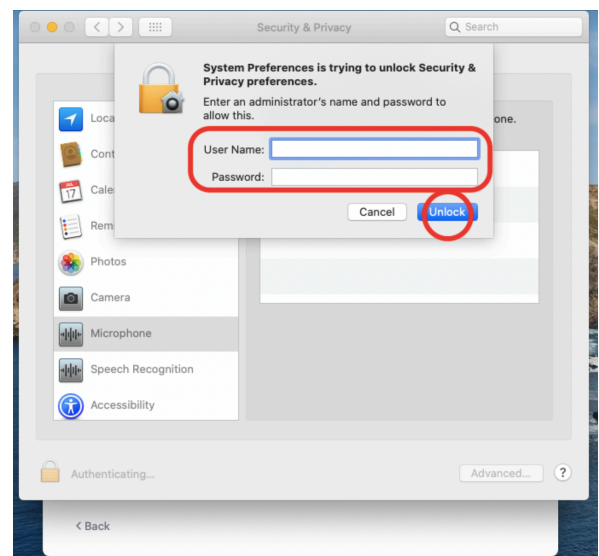 Security & Privacy
Search
System Preferences is trying to unlock Security &
Privacy preferences.
Enter an administrator's name and password to
allow this.
one.
User Name:
Password:
Cancel
Unlock
Loca
Cont
JUL
17
Cale
Rem
Photos
Camera
Microphone
Speech Recognition
Accessibility
Authenticating...
Advanced...
?
< Back